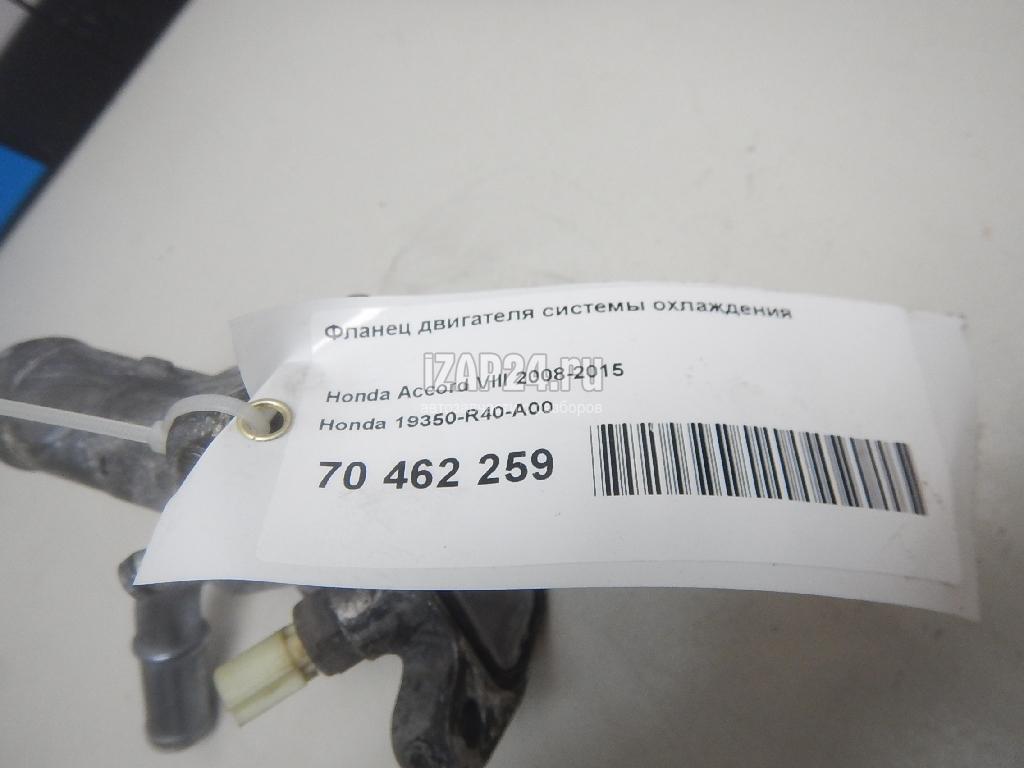 Фланец двигателя системы охлаждения
iZAP24.ru
Honda Accord VIII 2008-2015
Honda 19350-R40-A00
70 462 259